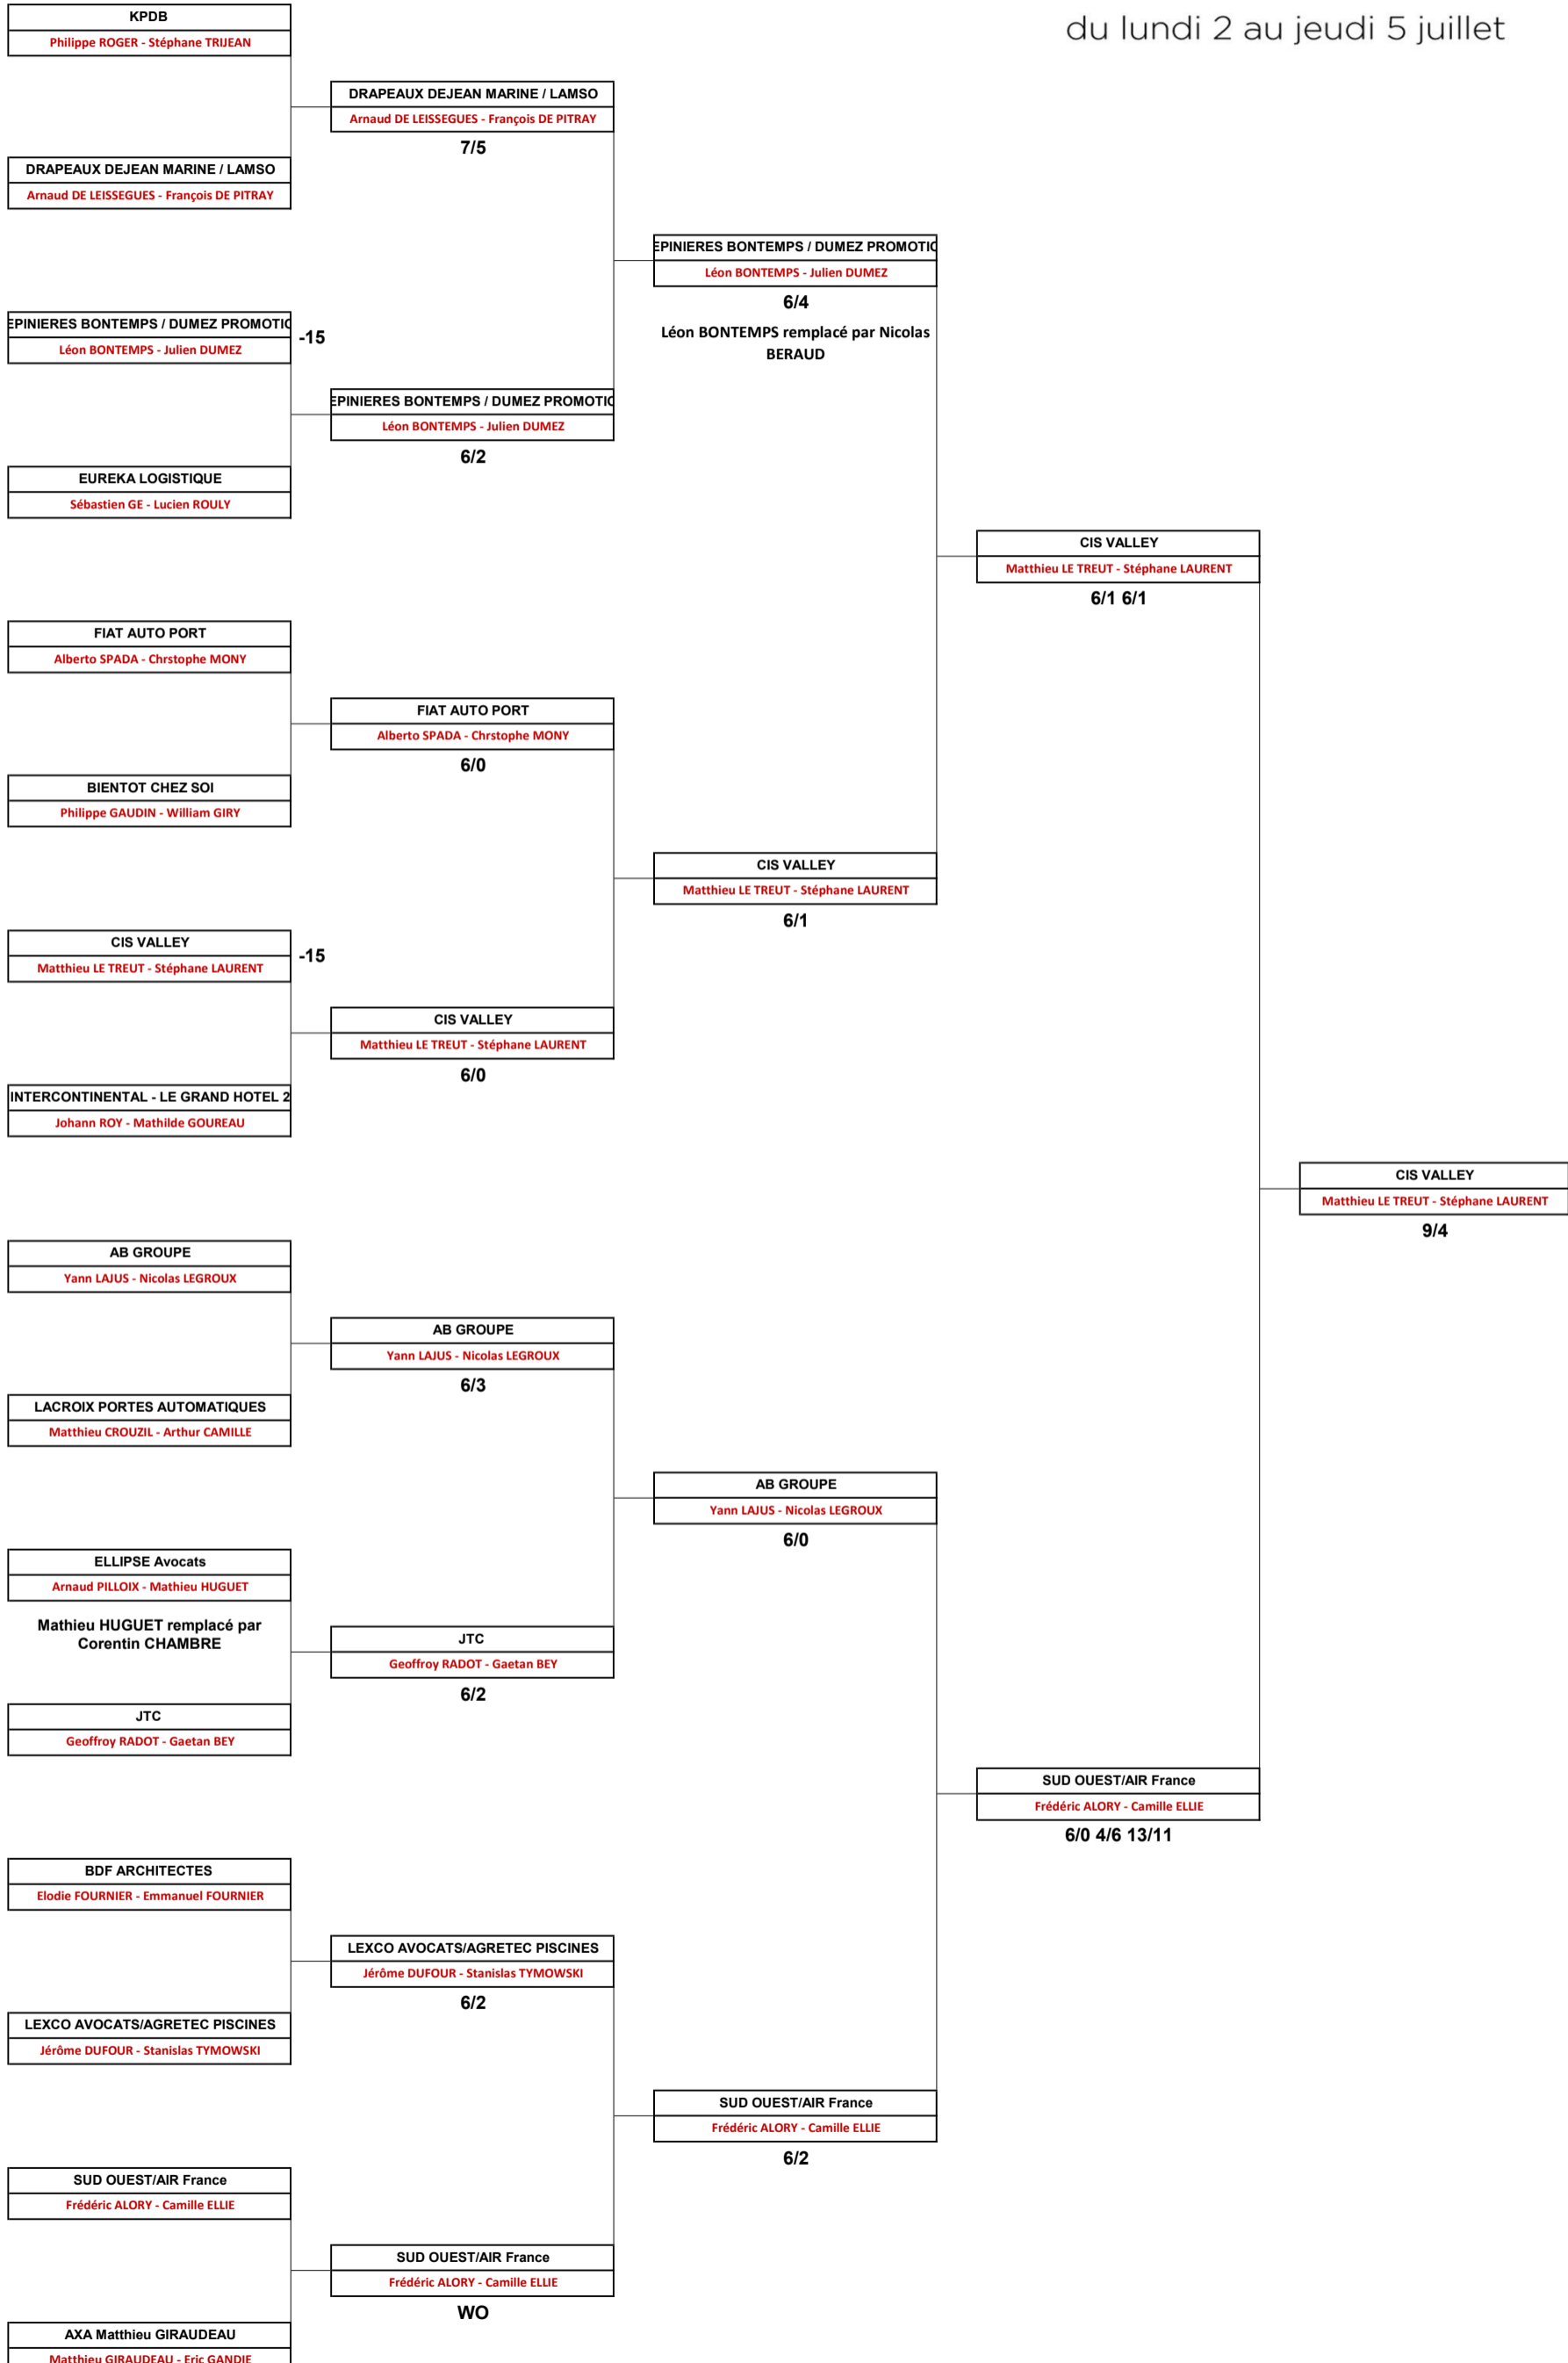 du lundi 2 au jeudi 5 juillet
KPDB
Philippe ROGER - Stéphane TRIJEAN
DRAPEAUX DEJEAN MARINE / LAMSO
Arnaud DE LEISSEGUES - François DE PITRAY
7/5
DRAPEAUX DEJEAN MARINE / LAMSO
Arnaud DE LEISSEGUES - François DE PITRAY
EPINIERES BONTEMPS / DUMEZ PROMOTIO
Léon BONTEMPS - Julien DUMEZ
6/4
Léon BONTEMPS remplacé par Nicolas
BERAUD
EPINIERES BONTEMPS / DUMEZ PROMOTIO
Léon BONTEMPS - Julien DUMEZ
-15
EPINIERES BONTEMPS / DUMEZ PROMOTIO
Léon BONTEMPS - Julien DUMEZ
6/2
EUREKA LOGISTIQUE
Sébastien GE - Lucien ROULY
CIS VALLEY
Matthieu LE TREUT - Stéphane LAURENT
6/1 6/1
FIAT AUTO PORT
Alberto SPADA - Chrstophe MONY
FIAT AUTO PORT
Alberto SPADA - Chrstophe MONY
6/0
BIENTOT CHEZ SOI
Philippe GAUDIN - William GIRY
CIS VALLEY
Matthieu LE TREUT - Stéphane LAURENT
6/1
CIS VALLEY
Matthieu LE TREUT - Stéphane LAURENT
-15
CIS VALLEY
Matthieu LE TREUT - Stéphane LAURENT
6/0
INTERCONTINENTAL - LE GRAND HOTEL 2
Johann ROY - Mathilde GOUREAU
CIS VALLEY
Matthieu LE TREUT - Stéphane LAURENT
9/4
AB GROUPE
Yann LAJUS - Nicolas LEGROUX
AB GROUPE
Yann LAJUS - Nicolas LEGROUX
6/3
LACROIX PORTES AUTOMATIQUES
Matthieu CROUZIL - Arthur CAMILLE
AB GROUPE
Yann LAJUS - Nicolas LEGROUX
6/0
ELLIPSE Avocats
Arnaud PILLOIX - Mathieu HUGUET
Mathieu HUGUET remplacé par
Corentin CHAMBRE
JTC
Geoffroy RADOT - Gaetan BEY
6/2
JTC
Geoffroy RADOT - Gaetan BEY
SUD OUEST/AIR France
Frédéric ALORY - Camille ELLIE
6/0 4/6 13/11
BDF ARCHITECTES
Elodie FOURNIER - Emmanuel FOURNIER
LEXCO AVOCATS/AGRETEC PISCINES
Jérôme DUFOUR - Stanislas TYMOWSKI
6/2
LEXCO AVOCATS/AGRETEC PISCINES
Jérôme DUFOUR - Stanislas TYMOWSKI
SUD OUEST/AIR France
Frédéric ALORY - Camille ELLIE
6/2
SUD OUEST/AIR France
Frédéric ALORY - Camille ELLIE
SUD OUEST/AIR France
Frédéric ALORY - Camille ELLIE
WO
AXA Matthieu GIRAUDEAU
Matthieu GIRAUDEAU - Eric GANDIE